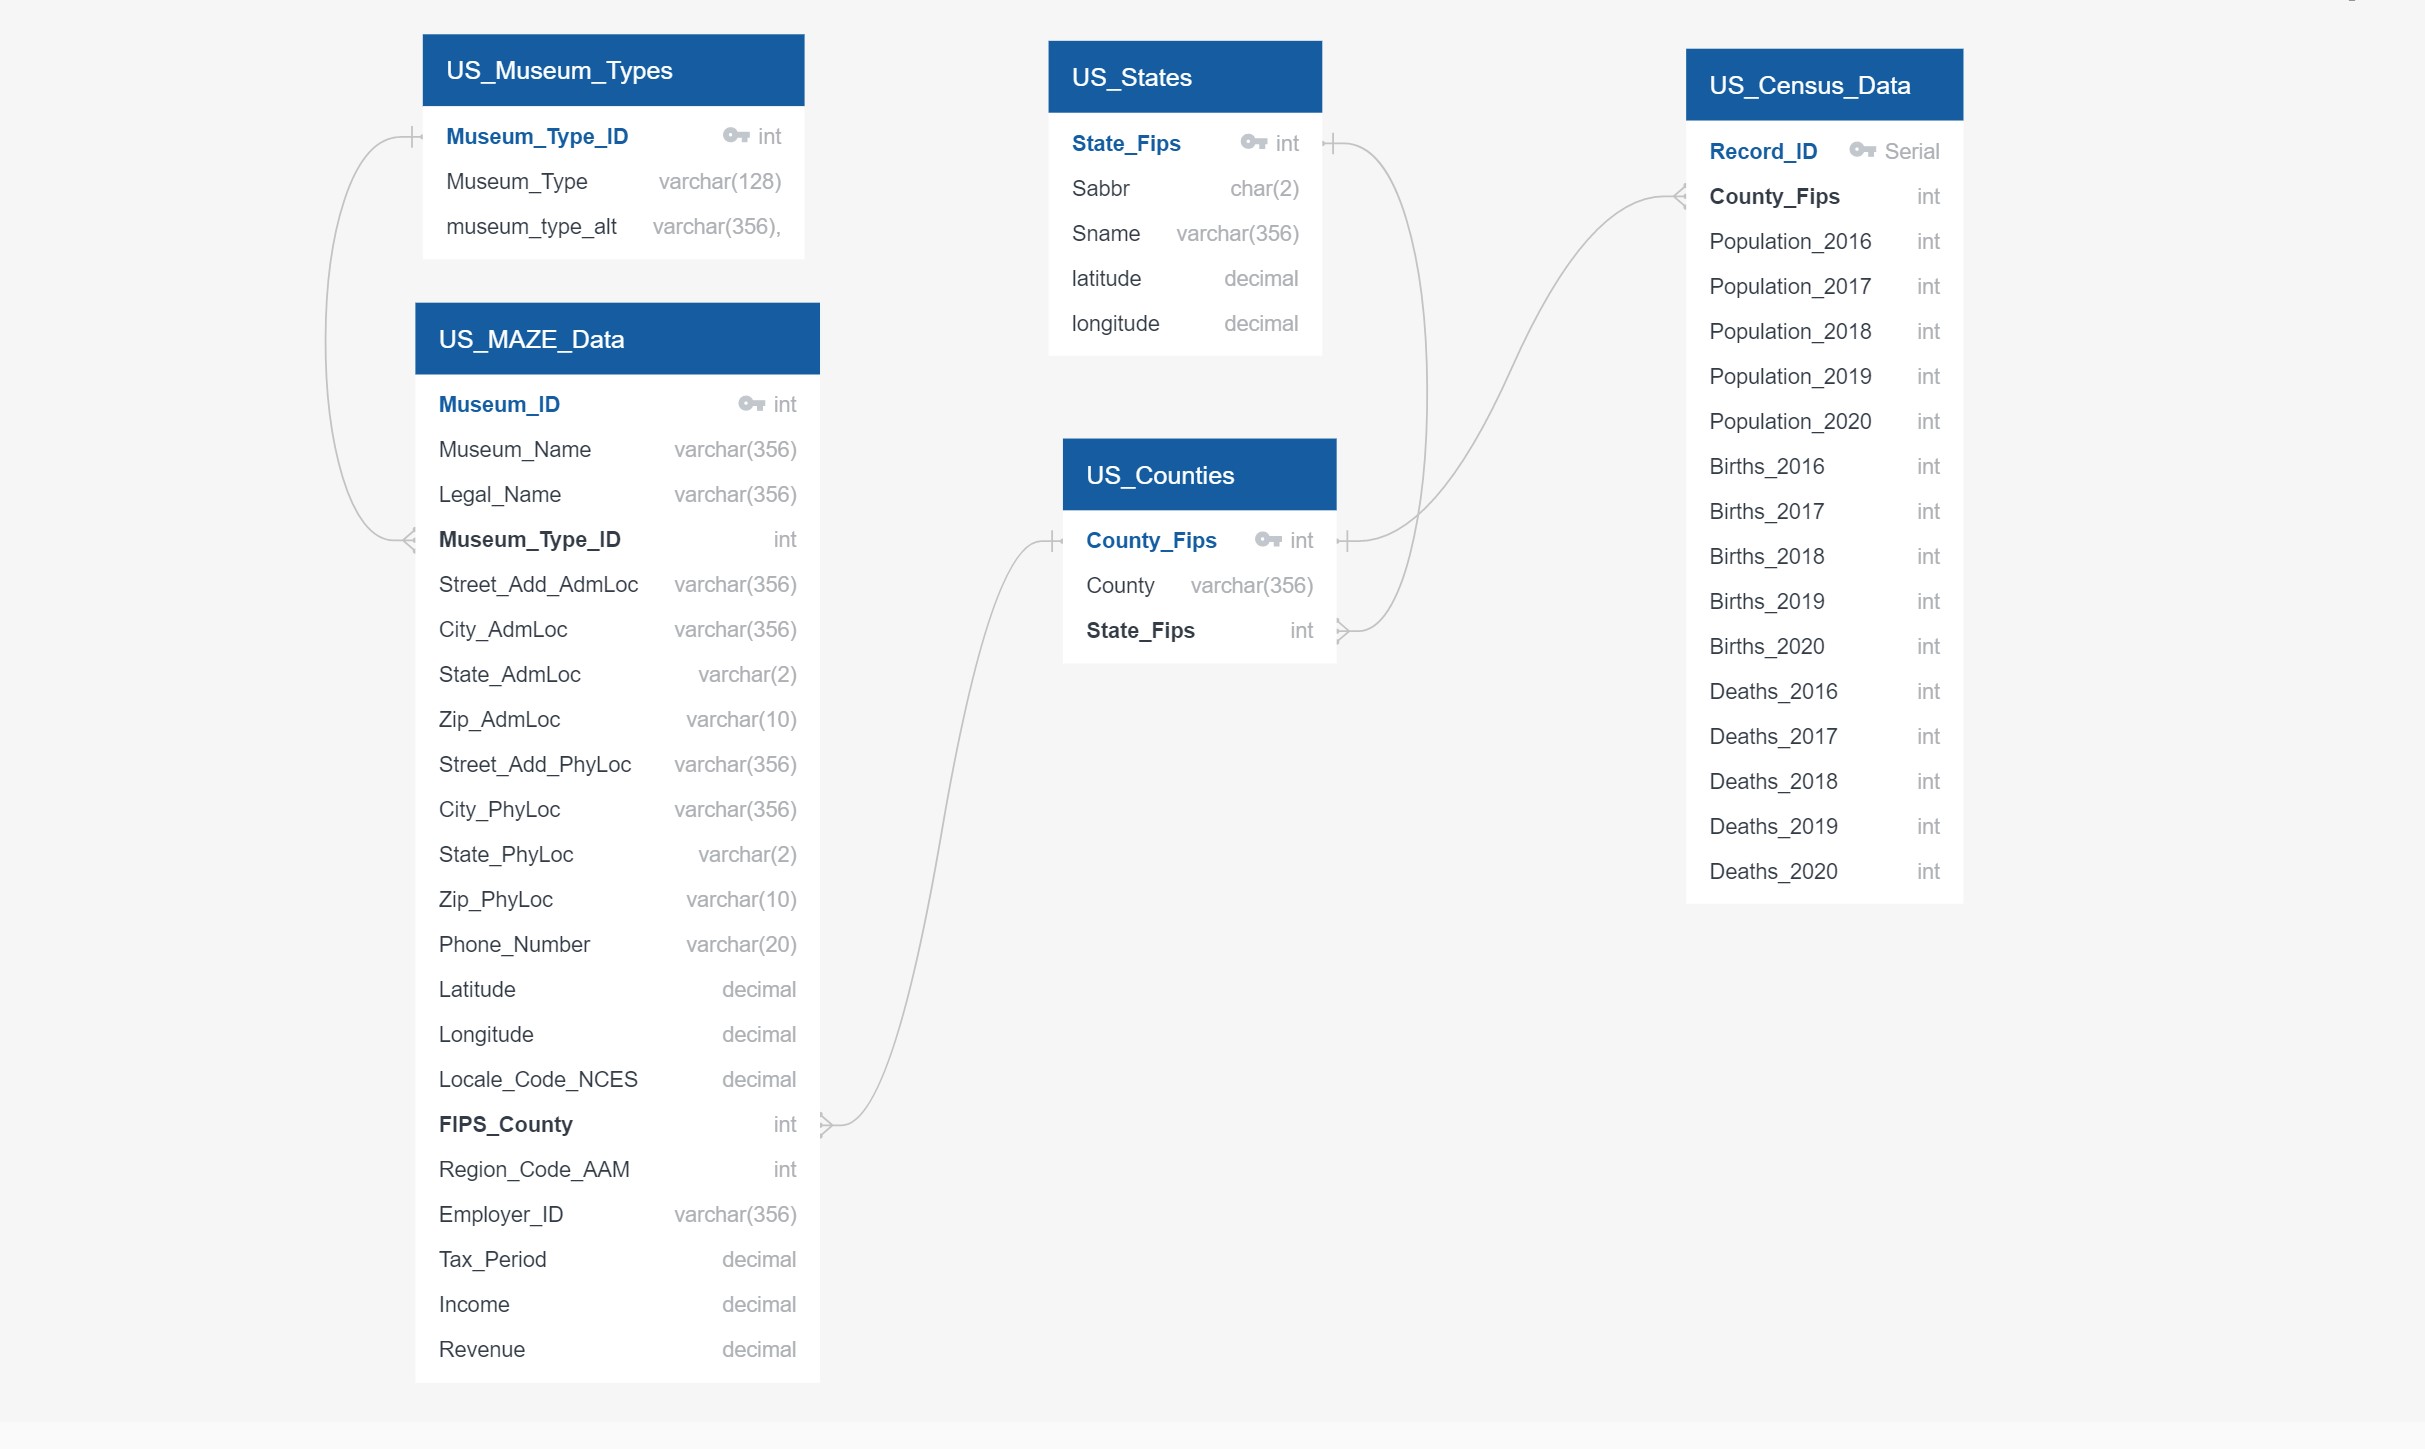 US_Museum_Types
Museum_Type_ID int
Museum_Type varchar(128)
museum_type_alt varchar(356),
US_MAZE_Data
Museum_ID int
Museum_Name varchar(356)
Legal_Name varchar(356)
Museum_Type_ID int
Street_Add_AdmLoc varchar(356)
City_AdmLoc varchar(356)
State_AdmLoc varchar(2)
Zip_AdmLoc varchar(10)
Street_Add_PhyLoc varchar(356)
City_PhyLoc varchar(356)
State_PhyLoc varchar(2)
Zip_PhyLoc varchar(10)
Phone_Number varchar(20)
Latitude decimal
Longitude decimal
Locale_Code_NCES decimal
FIPS_County int
Region_Code_AAM int
Employer_ID varchar(356)
Tax_Period decimal
Income decimal
Revenue decimal
US_States
State_Fips int
Sabbr char(2)
Sname varchar(356)
latitude decimal
longitude decimal
US_Counties
County_Fips int
County varchar(356)
State_Fips int
US_Census_Data
Record_ID Serial
County_Fips int
Population_2016 int
Population_2017 int
Population_2018 int
Population_2019 int
Population_2020 int
Births_2016 int
Births_2017 int
Births_2018 int
Births_2019 int
Births_2020 int
Deaths_2016 int
Deaths_2017 int
Deaths_2018 int
Deaths_2019 int
Deaths_2020 int